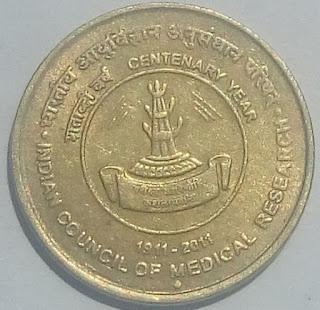 भारतीय आयुर्विज्ञान अनुसंधान परिषद
शताब्दी वर्ष CENTENARY YEAR
1911-2011
INDIAN COUNCIL OF MEDICAL RESEARCH